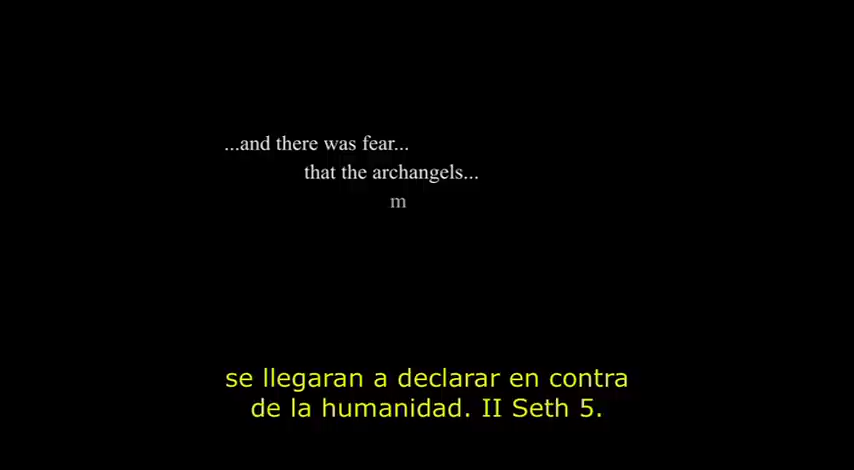 ...and there was fear...
that the archangels...
m
se llegaran a declarar en contra
de la humanidad. II Seth 5.